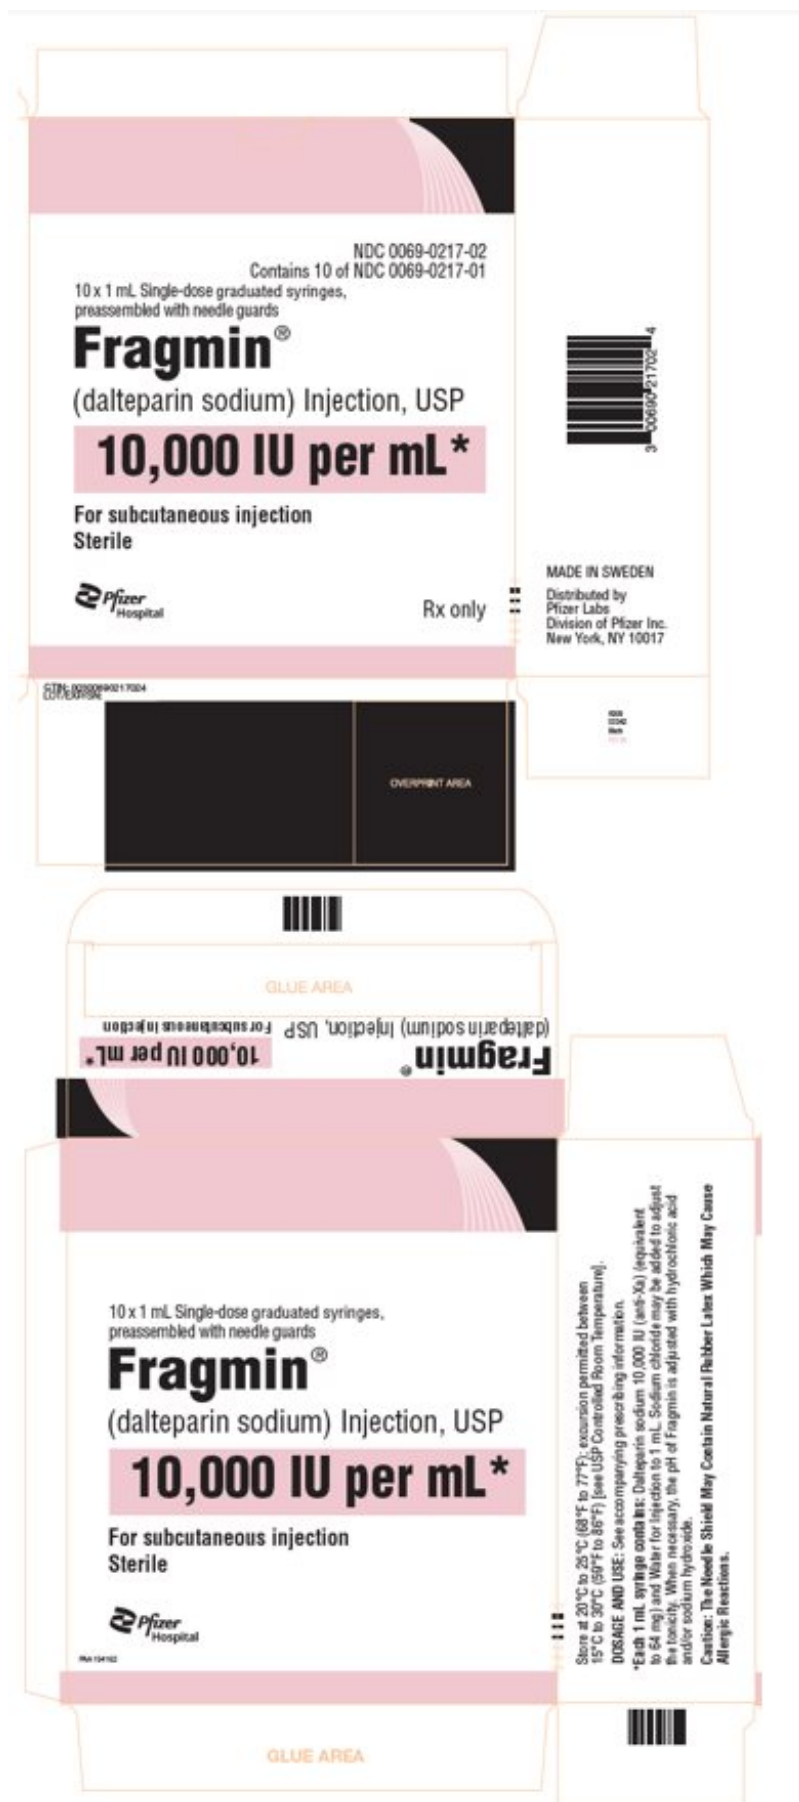 NDC 0069-0217-02
Contains 10 of NDC 0069-0217-01
10 x 1 mL Single-dose graduated syringes,
preassembled with needle guards
Fragmin®
(dalteparin sodium) Injection, USP
10,000 IU per mL*
For subcutaneous injection
Sterile
Pfizer
Hospital
Rx only
3 00690 21702 4
MADE IN SWEDEN
Distributed by
Pfizer Labs
Division of Pfizer Inc.
New York, NY 10017
OVERPRINT AREA
GLUE AREA
Fragmin®
(dalteparin sodium) Injection, USP
10,000 IU per mL*
For subcutaneous injection
10 x 1 mL Single-dose graduated syringes,
preassembled with needle guards
Fragmin®
(dalteparin sodium) Injection, USP
10,000 IU per mL*
For subcutaneous injection
Sterile
Pfizer
Hospital
Store at 20°C to 25°C (68°F to 77°F); excursion permitted between
15°C to 30°C (59°F to 86°F) [see USP Controlled Room Temperature].
DOSAGE AND USE: See accompanying prescribing information.
*Each 1 mL syringe contains: Dalteparin sodium 10,000 IU (anti-Xa) (equivalent
to 64 mg) and Water for Injection to 1 mL. Sodium chloride may be added to adjust
the tonicity. When necessary, the pH of Fragmin is adjusted with hydrochloric acid
and/or sodium hydroxide.
Caution: The Needle Shield May Contain Natural Rubber Latex Which May Cause
Allergic Reactions.
GLUE AREA